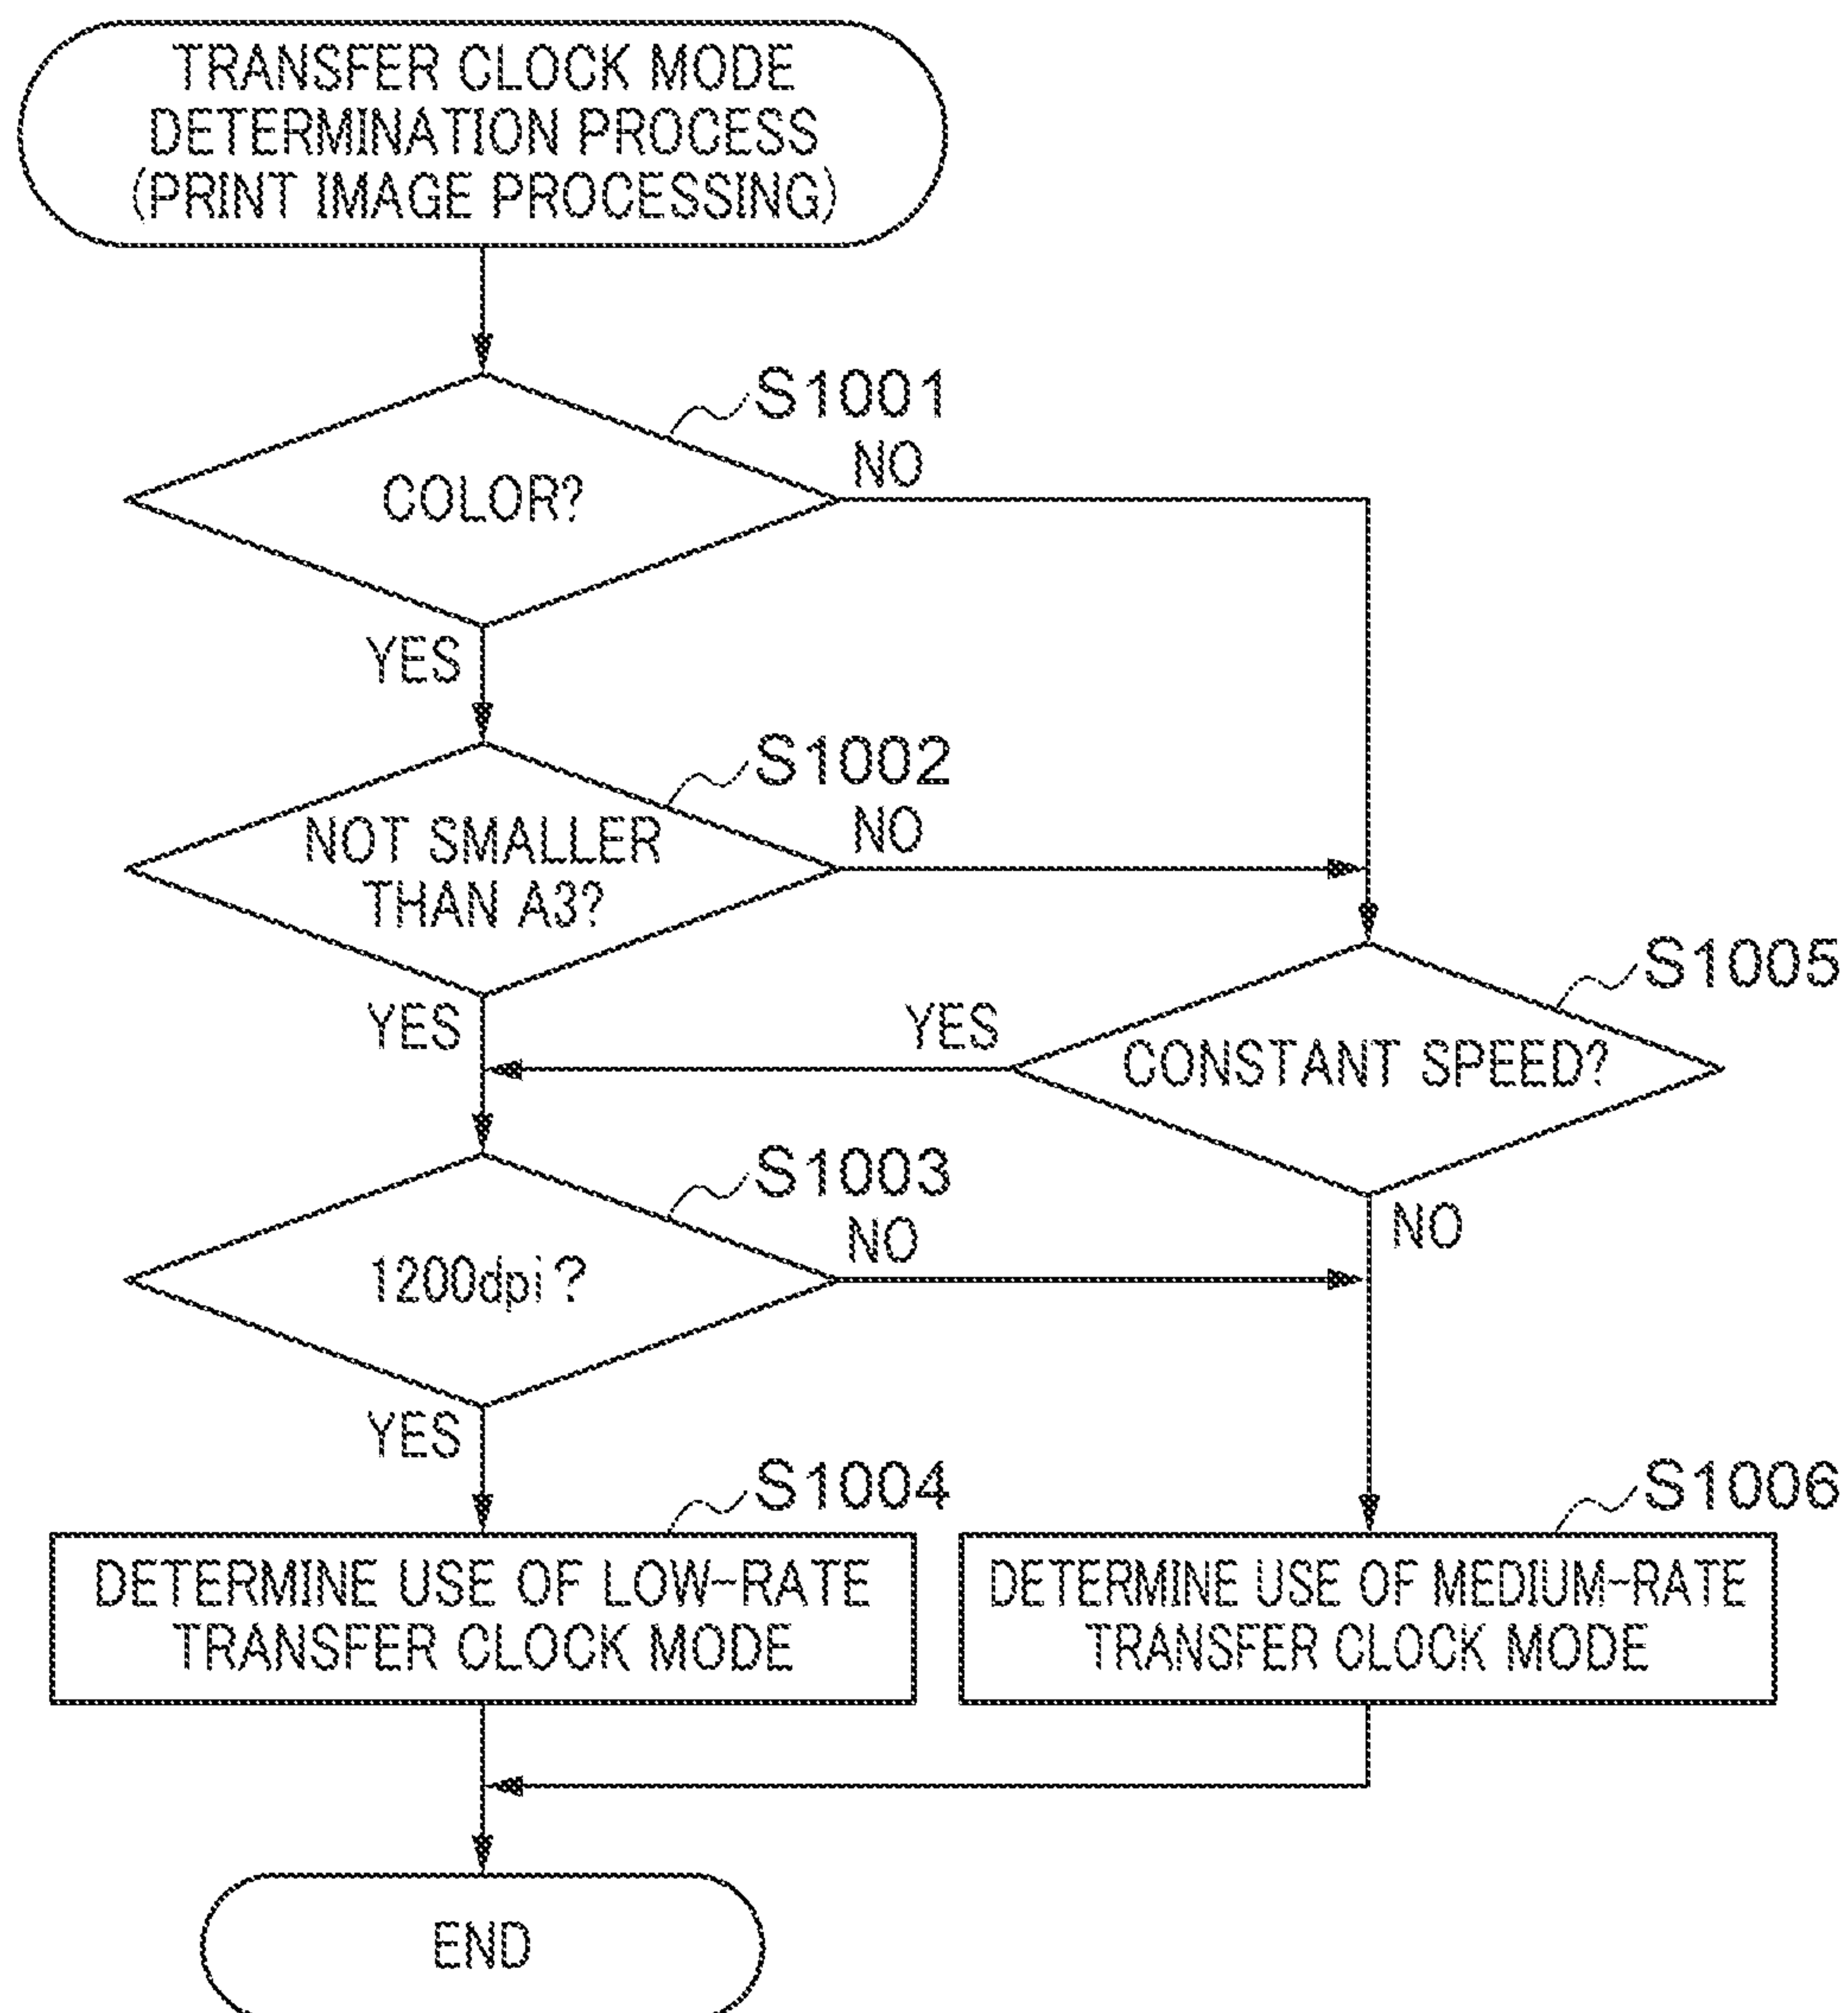 TRANSFER CLOCK MODE
DETERMINATION PROCESS
(PRINT IMAGE PROCESSING)
S1001
NO
COLOR?
YES
S1002
NO
NOT SMALLER
THAN A3?
S1005
YES
YES
CONSTANT SPEED?
S1003
NO
NO
1200dpi?
YES
S1004
S1006
DETERMINE USE OF LOW-RATE
TRANSFER CLOCK MODE
DETERMINE USE OF MEDIUM-RATE
TRANSFER CLOCK MODE
END